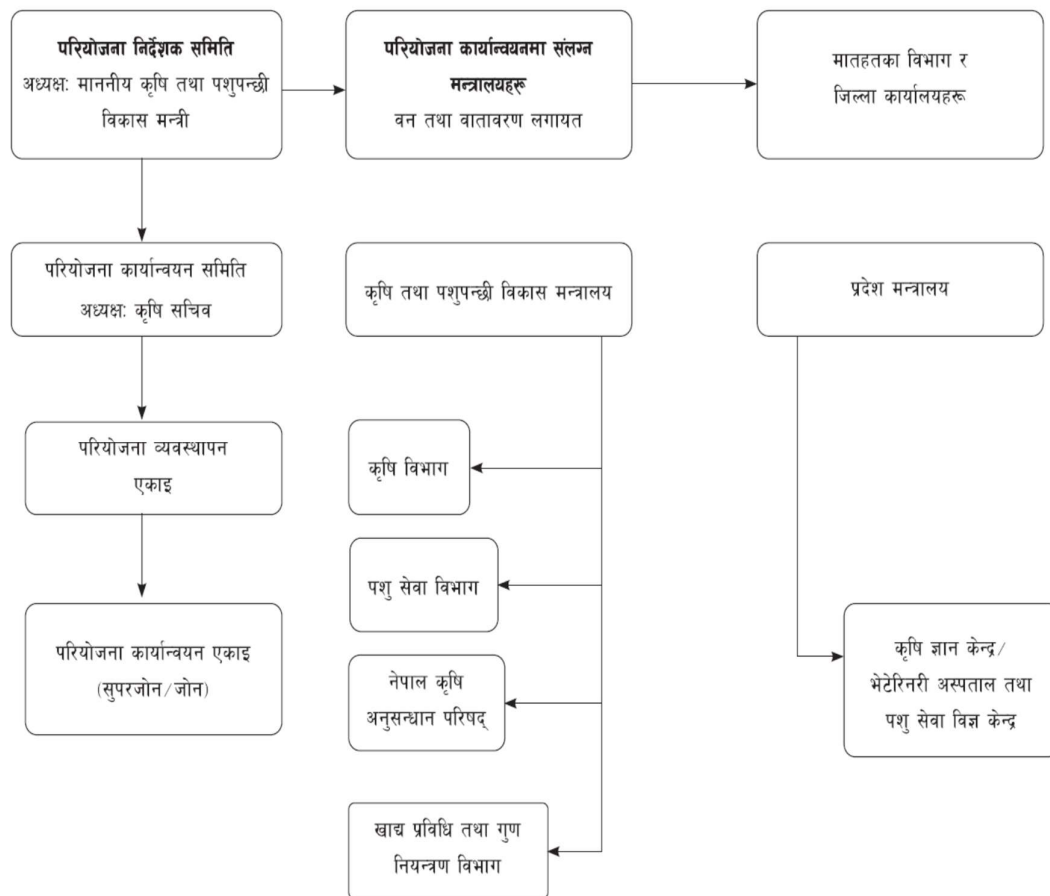 परियोजना निर्देशक समिति
अध्यक्ष: माननीय कृषि तथा पशुपन्छी
विकास मन्त्री
परियोजना कार्यान्वयनमा संलग्न
मन्त्रालयहरू
वन तथा वातावरण लगायत
मातहतका विभाग र
जिल्ला कार्यालयहरू
परियोजना कार्यान्वयन समिति
अध्यक्ष: कृषि सचिव
कृषि तथा पशुपन्छी विकास मन्त्रालय
प्रदेश मन्त्रालय
परियोजना व्यवस्थापन
एकाइ
कृषि विभाग
पशु सेवा विभाग
परियोजना कार्यान्वयन एकाइ
(सुपरजोन/जोन)
नेपाल कृषि
अनुसन्धान परिषद्
कृषि ज्ञान केन्द्र/
भेटेरिनरी अस्पताल तथा
पशु सेवा विज्ञ केन्द्र
खाद्य प्रविधि तथा गुण
नियन्त्रण विभाग